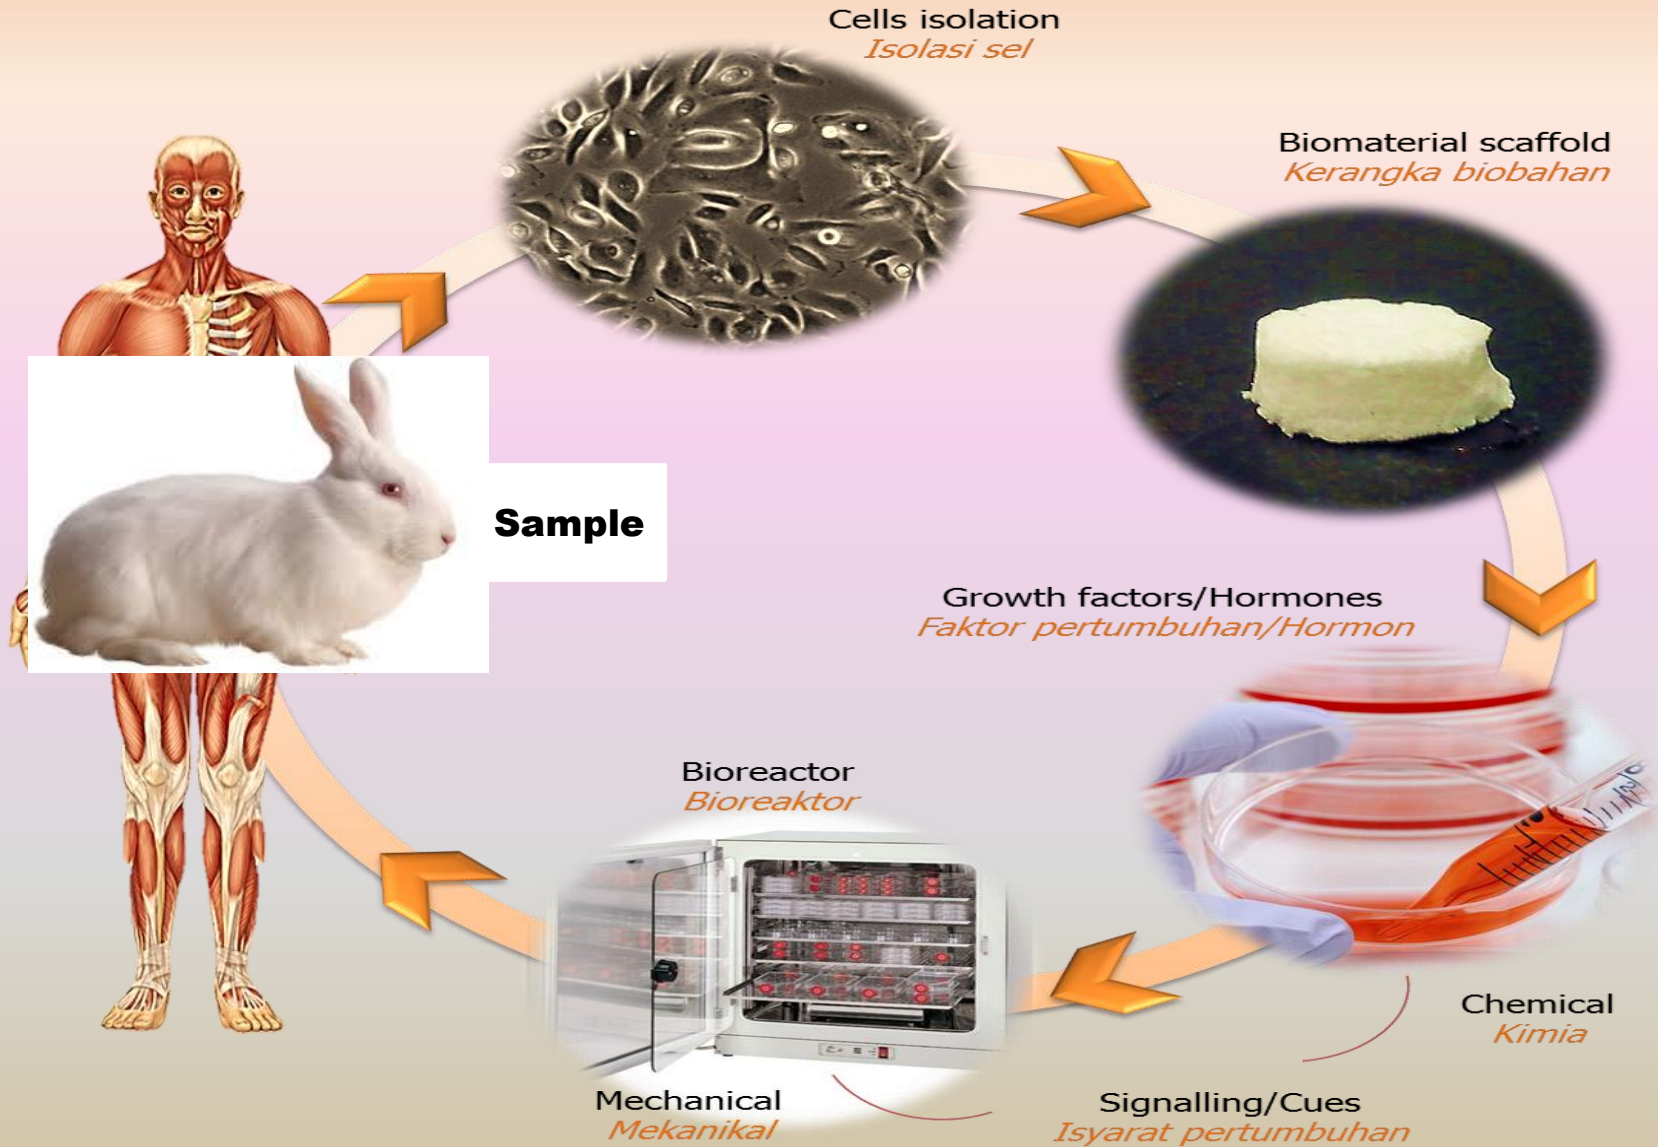 Cells isolation
Isolasi sel
Biomaterial scaffold
Kerangka biobahan
Sample
Growth factors/Hormones
Faktor pertumbuhan/Hormon
Bioreactor
Bioreaktor
Chemical
Kimia
Mechanical
Mekanikal
Signalling/Cues
Isyarat pertumbuhan